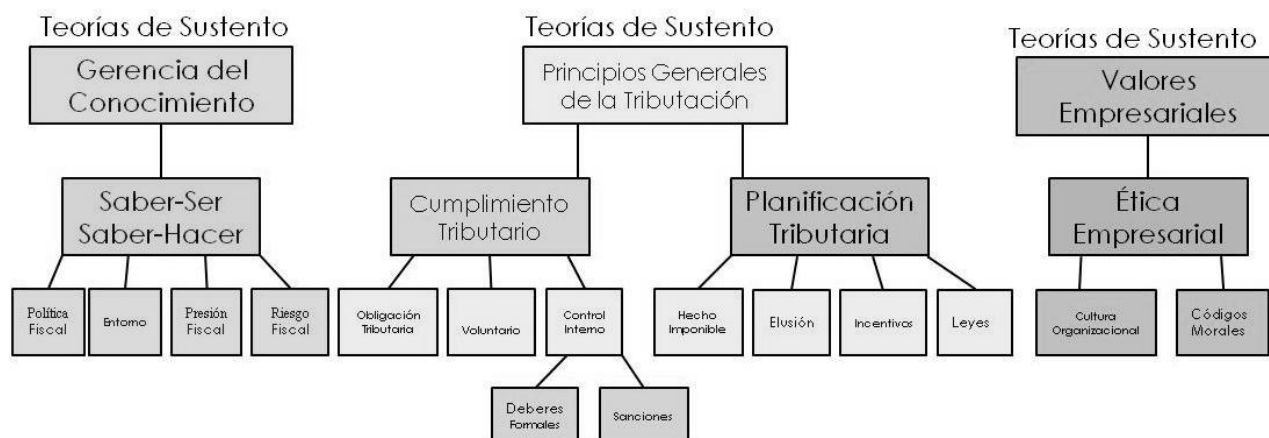 Teorías de Sustento
Gerencia del
Conocimiento
Saber-Ser
Saber-Hacer
Política
Fiscal
Entorno
Presión
Fiscal
Riesgo
Fiscal
Teorías de Sustento
Principios Generales
de la Tributación
Cumplimiento
Tributario
Obligación
Tributaria
Voluntario
Control
Interno
Deberes
Formales
Sanciones
Planificación
Tributaria
Hecho
Imponible
Elusión
Incentivos
Leyes
Teorías de Sustento
Valores
Empresariales
Ética
Empresarial
Cultura
Organizacional
Códigos
Morales